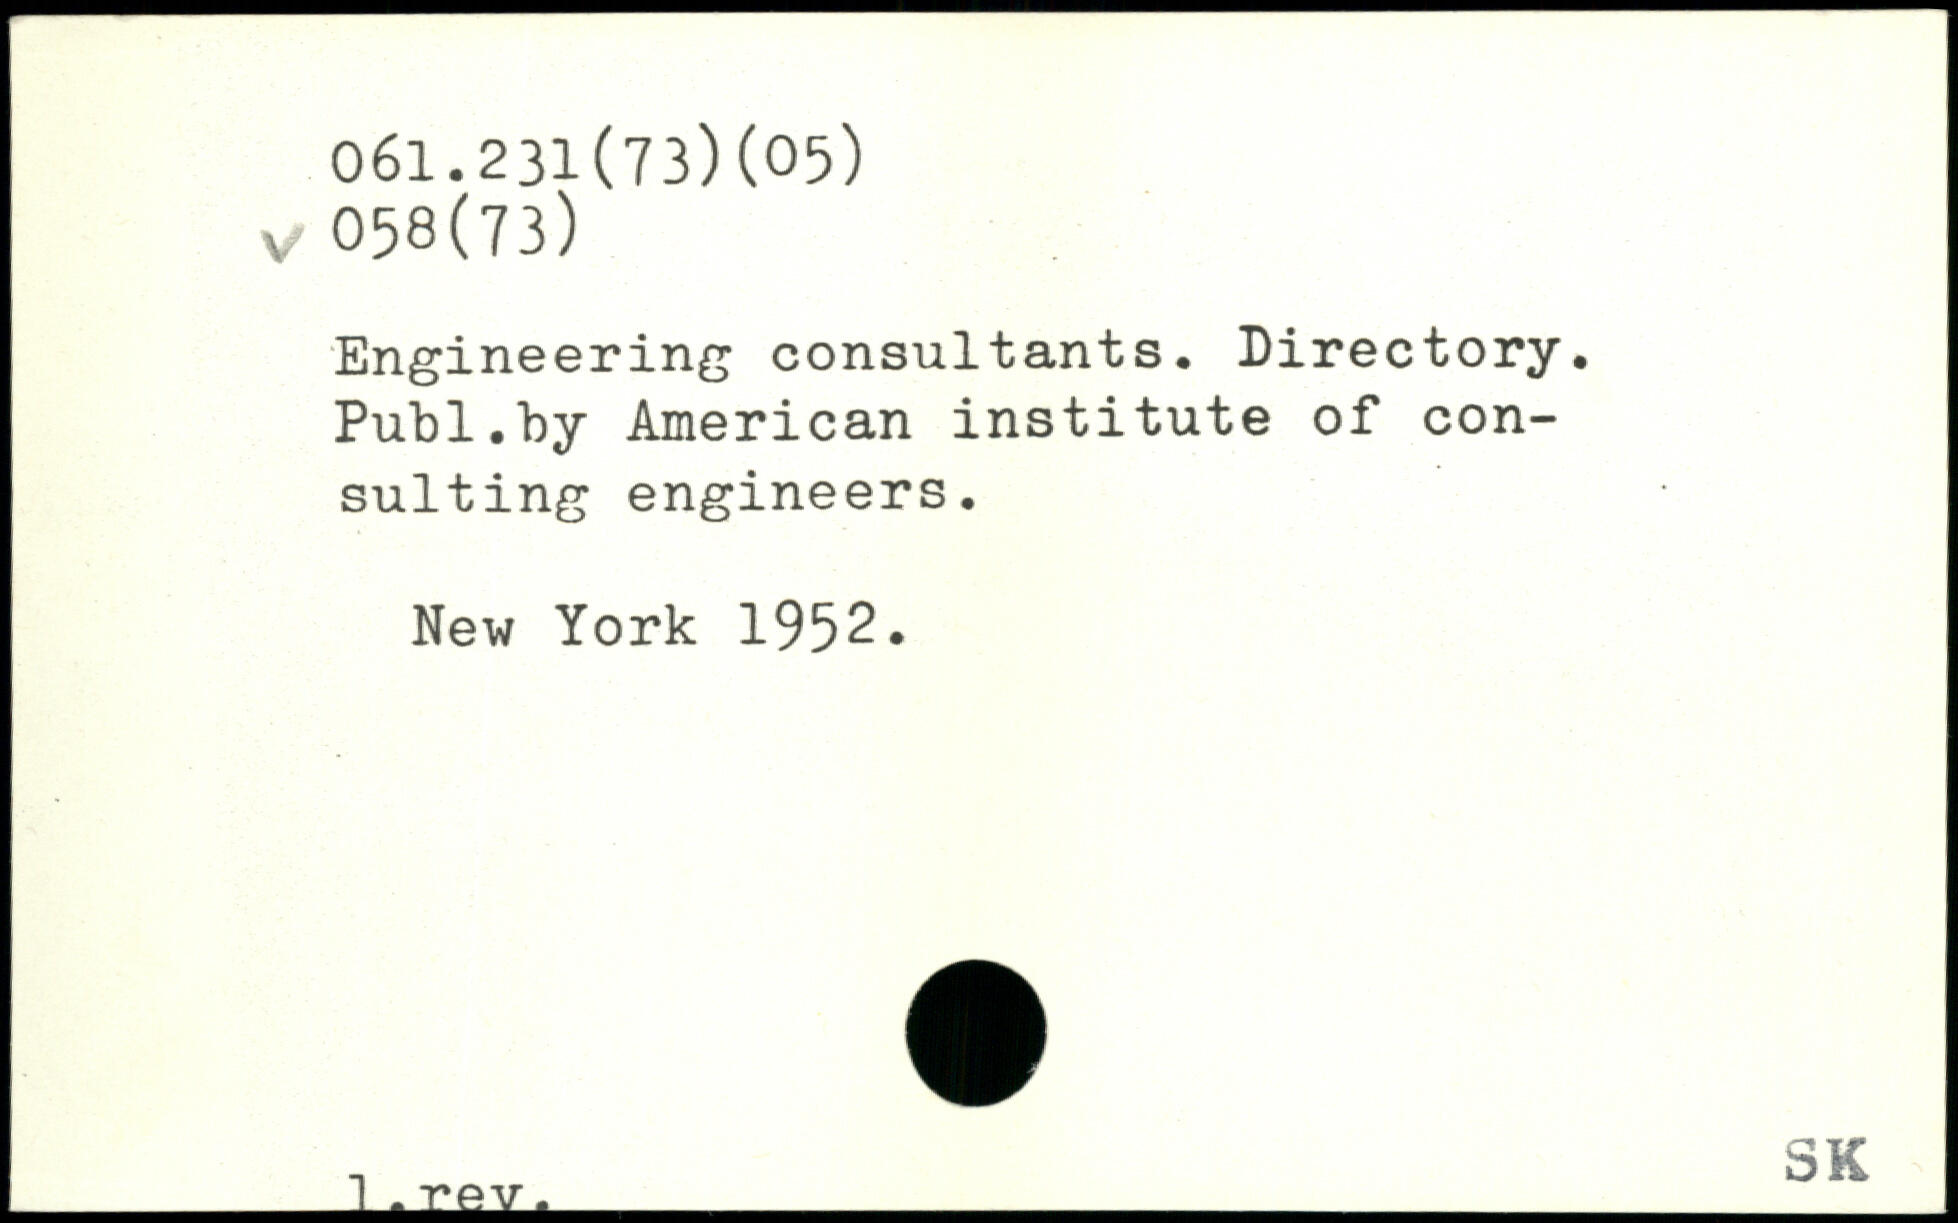 061.231(73)(05)
v 058(73)
Engineering consultants. Directory.
Publ.by American institute of con-
sulting engineers.
New York 1952.
SK
1.rev.